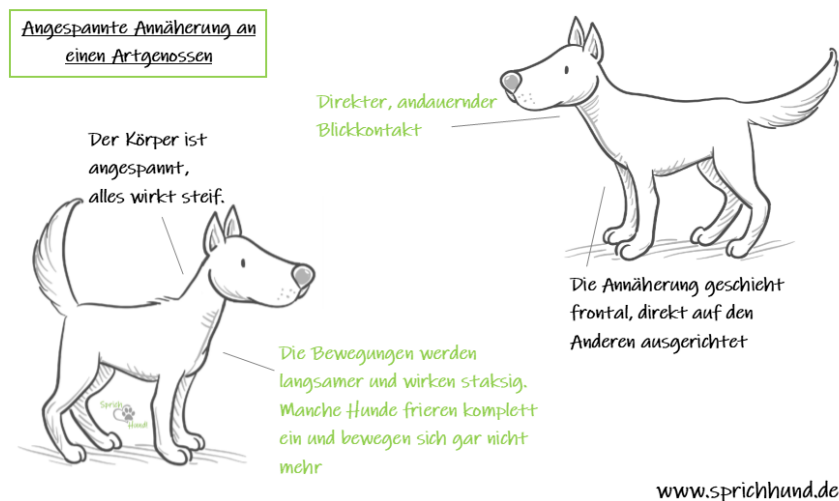 Angespannte Annäherung an
einen Artgenossen
Direkter, andauernder
Blickkontakt
Der Körper ist
angespannt,
alles wirkt steif.
Die Annäherung geschieht
frontal, direkt auf den
Anderen ausgerichtet
Die Bewegungen werden
langsamer und wirken staksig.
Manche Hunde frieren komplett
ein und bewegen sich gar nicht
mehr
Sprich
Hund!
www.sprichhund.de